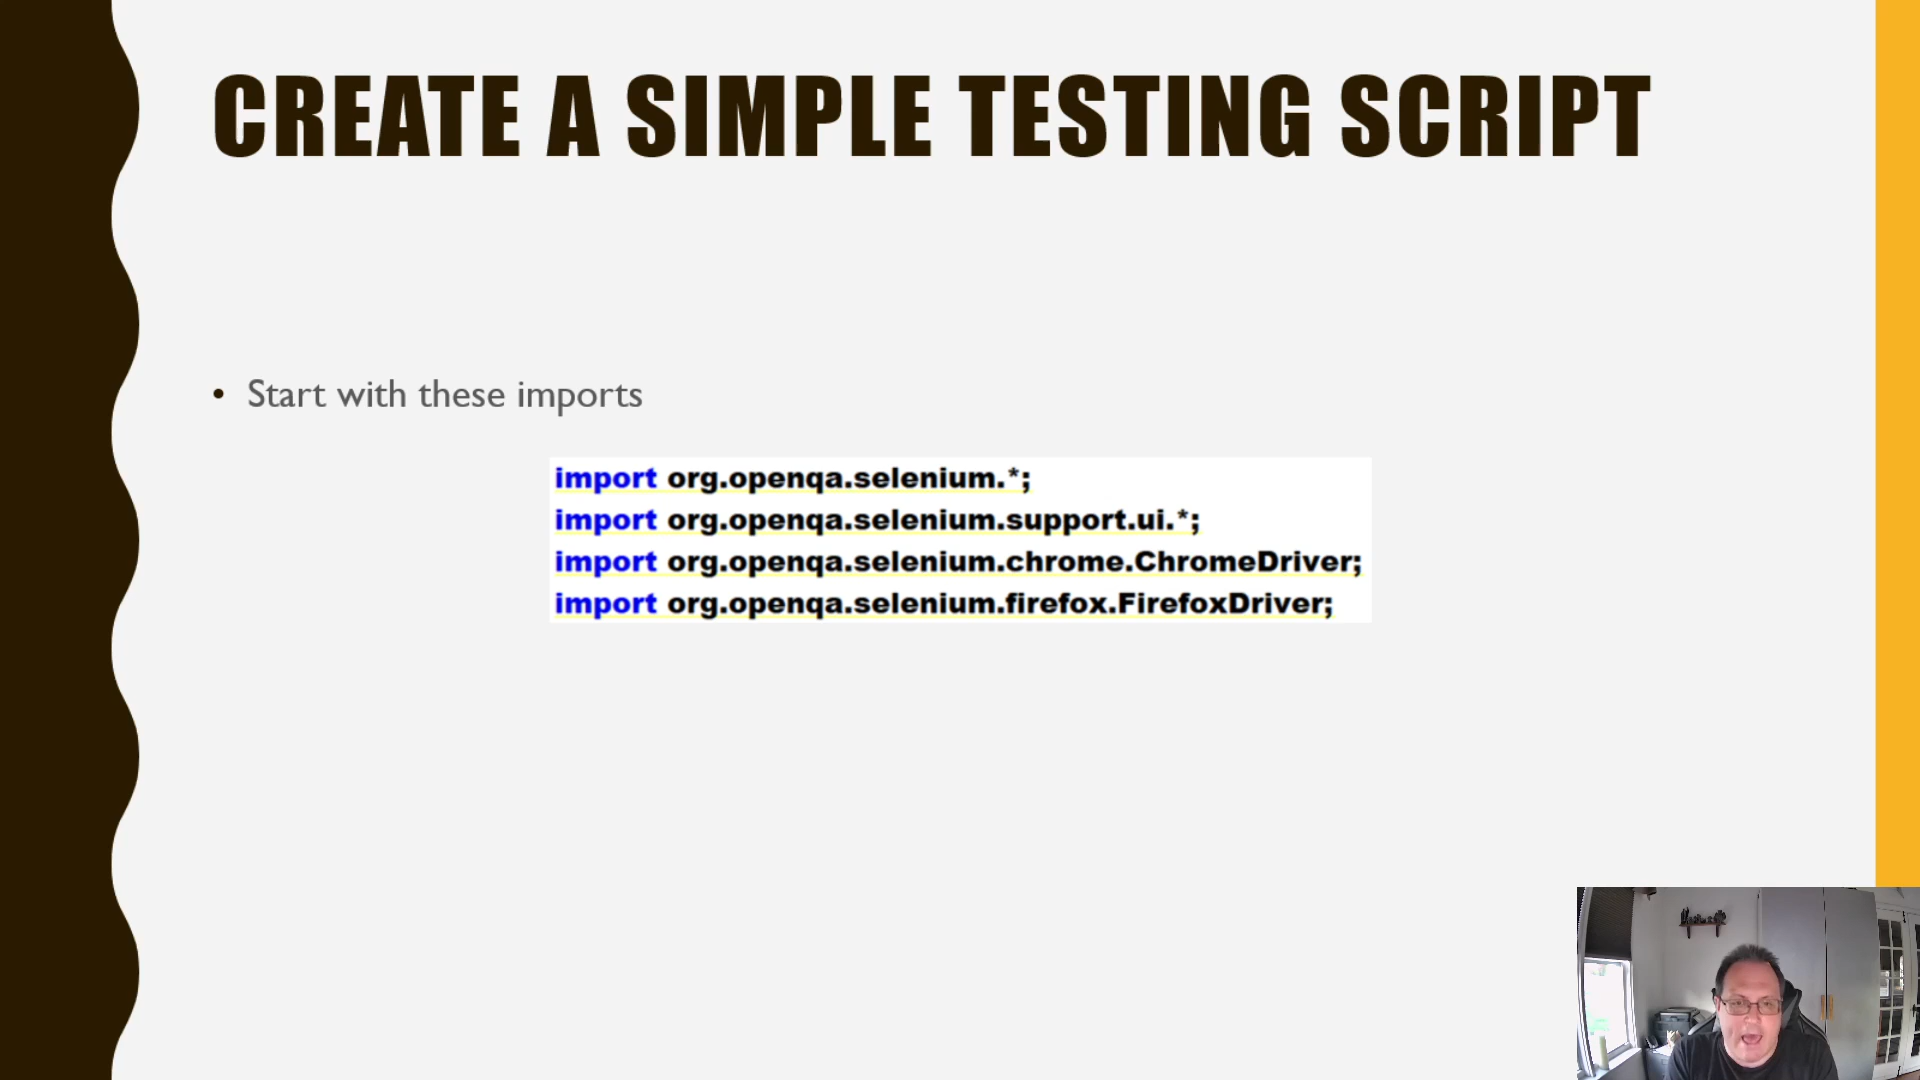 CREATE A SIMPLE TESTING SCRIPT
• Start with these imports
import org.openqa.selenium.*;
import org.openqa.selenium.support.ui.*;
import org.openqa.selenium.chrome.ChromeDriver;
import org.openqa.selenium.firefox.FirefoxDriver;